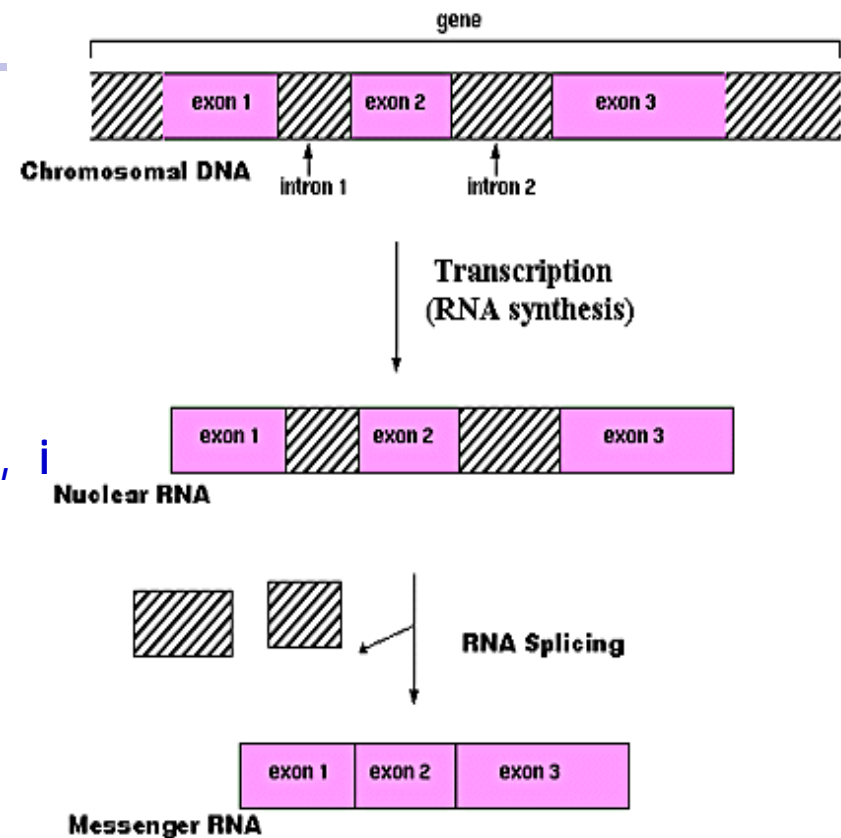 gene
exon 1 exon 2 exon 3
Chromosomal DNA
intron 1 intron 2
Transcription
(RNA synthesis)
exon 1 exon 2 exon 3
, i
Nuclear RNA
RNA Splicing
exon 1 exon 2 exon 3
Messenger RNA